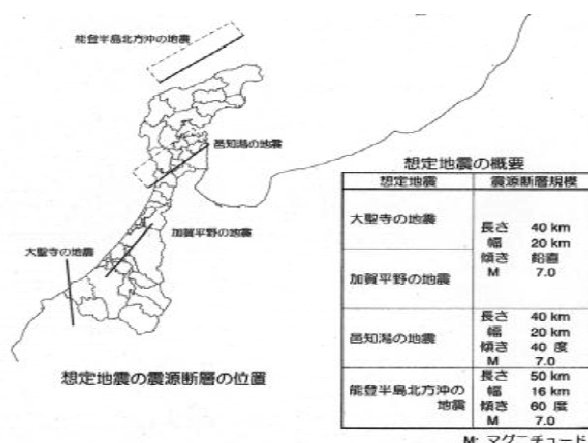 能登半島北方沖の地震
邑知潟の地震
加賀平野の地震
大聖寺の地震
想定地震の震源断層の位置
想定地震の概要
想定地震 震源断層規模
大聖寺の地震
加賀平野の地震
長さ 40 km
幅 20 km
傾き 鉛直
M 7.0
邑知潟の地震
長さ 40 km
幅 20 km
傾き 40 度
M 7.0
能登半島北方沖の
地震
長さ 50 km
幅 16 km
傾き 60 度
M 7.0
M: マグニチュード